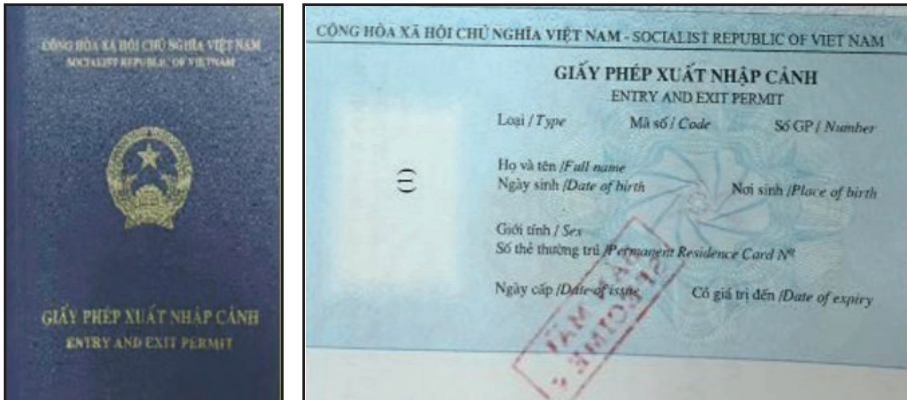 CỘNG HÒA XÃ HỘI CHỦ NGHĨA VIỆT NAM
SOCIALIST REPUBLIC OF VIETNAM
GIẤY PHÉP XUẤT NHẬP CẢNH
ENTRY AND EXIT PERMIT
CỘNG HÒA XÃ HỘI CHỦ NGHĨA VIỆT NAM - SOCIALIST REPUBLIC OF VIET NAM
GIẤY PHÉP XUẤT NHẬP CẢNH
ENTRY AND EXIT PERMIT
Loại / Type Mã số / Code Số GP / Number
Họ và tên /Full name
Ngày sinh /Date of birth Nơi sinh /Place of birth
Giới tính / Sex
Số thẻ thường trú /Permanent Residence Card Nº
Ngày cấp /Date of issue Có giá trị đến /Date of expiry
MẪU
SPECIMEN